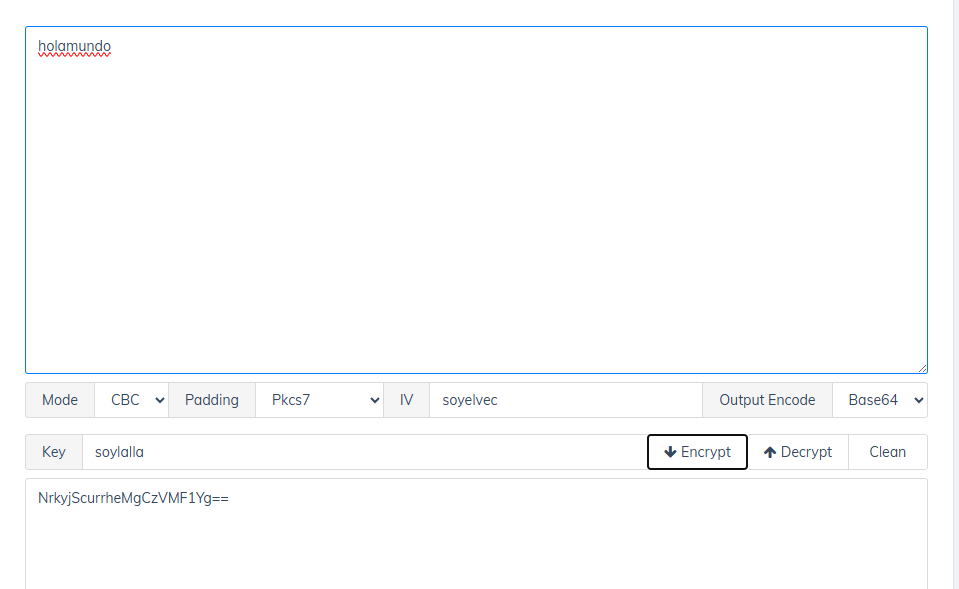 holamundo
Mode CBC Padding Pkcs7 IV soyelvec Output Encode Base64
Key soylalla Encrypt Decrypt Clean
NrkyjScurrheMgCzVMF1Yg==